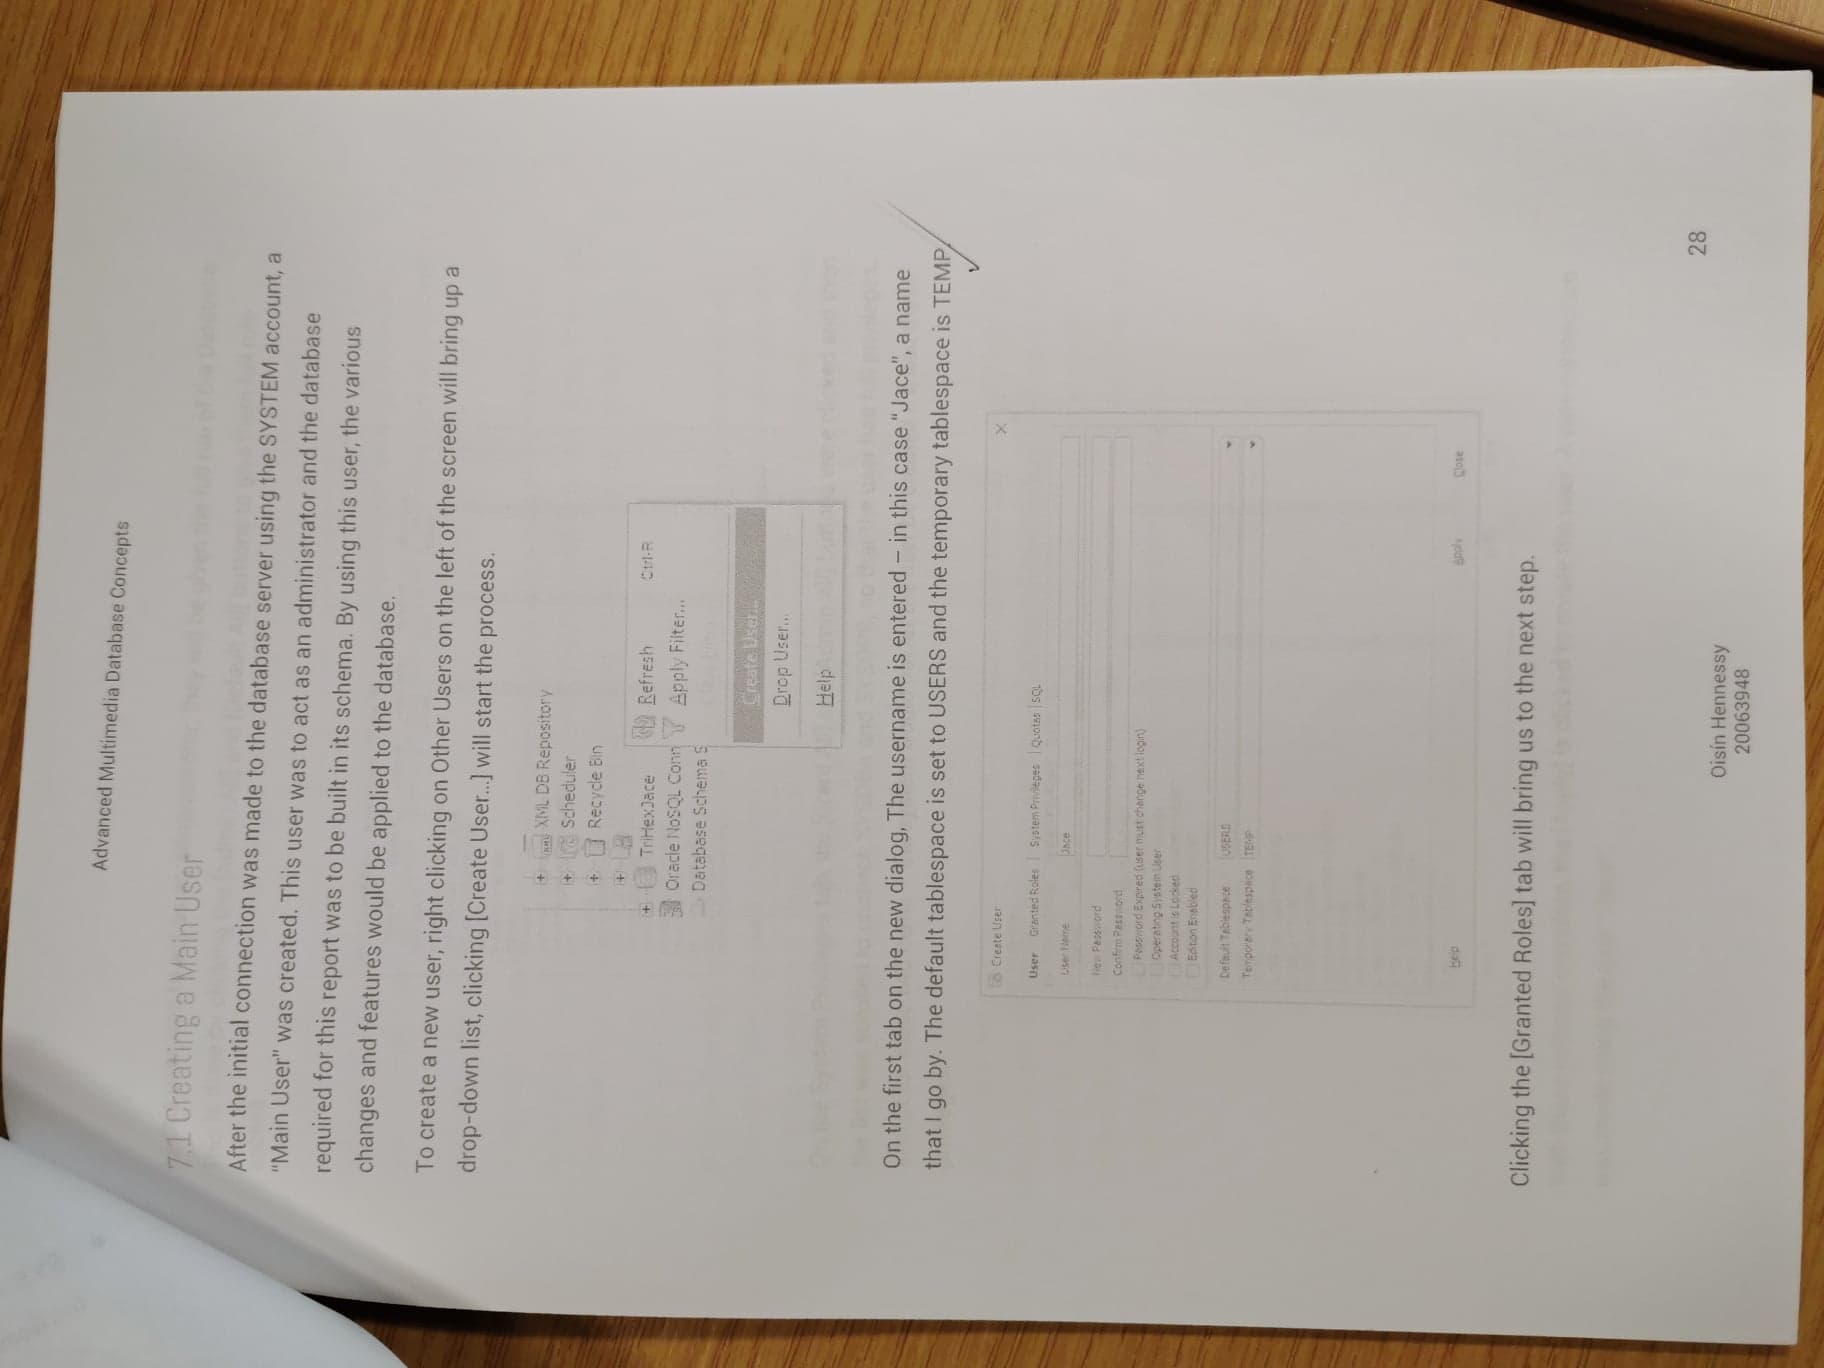 Advanced Multimedia Database Concepts
7.1 Creating a Main User
After the initial connection was made to the database server using the SYSTEM account, a
“Main User" was created. This user was to act as an administrator and the database
required for this report was to be built in its schema. By using this user, the various
changes and features would be applied to the database.
To create a new user, right clicking on Other Users on the left of the screen will bring up a
drop-down list, clicking [Create User...] will start the process.
XML DB Repository
Scheduler
Recycle Bin
TriHexJace
Oracle NoSQL Conn
Database Schema S
Refresh Ctrl-R
Apply Filter...
Create User...
Drop User...
Help
On the first tab on the new dialog, The username is entered – in this case “Jace”, a name
that I go by. The default tablespace is set to USERS and the temporary tablespace is TEMP.
Create User
User Granted Roles System Privileges Quotas SQL
User Name Jace
New Password
Confirm Password
Password Expired (user must change next login)
Operating System User
Account is Locked
Edition Enabled
Default Tablespace USERS
Temporary Tablespace TEMP
Help Apply Close
Clicking the [Granted Roles] tab will bring us to the next step.
28
Oisín Hennessy
20063948